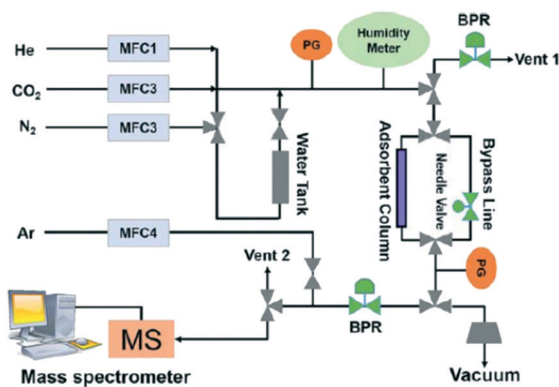 BPR
He
MFC1
PG
Humidity
Meter
Vent 1
CO2
MFC3
N2
MFC3
Water Tank
Adsorbent Column
Needle Valve
Bypass Line
Ar
MFC4
Vent 2
PG
MS
BPR
Mass spectrometer
Vacuum